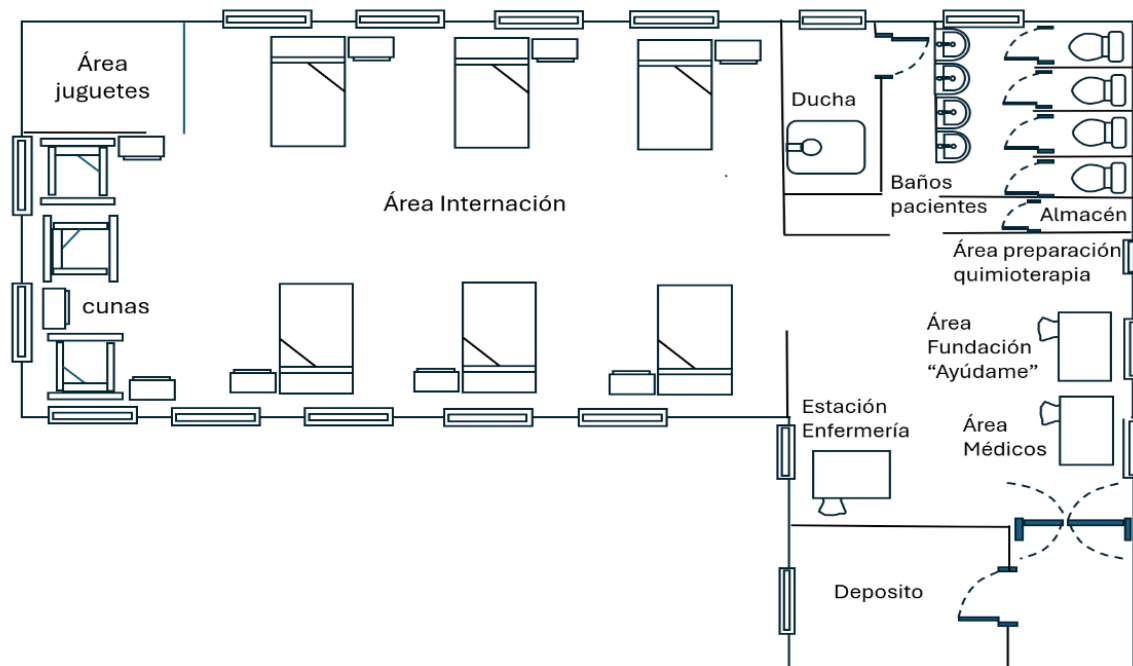 Área
juguetes
Ducha
Baños
pacientes
Área Internación
Almacén
Área preparación
quimioterapia
cunas
Área
Fundación
“Ayúdame”
Estación
Enfermería
Área
Médicos
Deposito